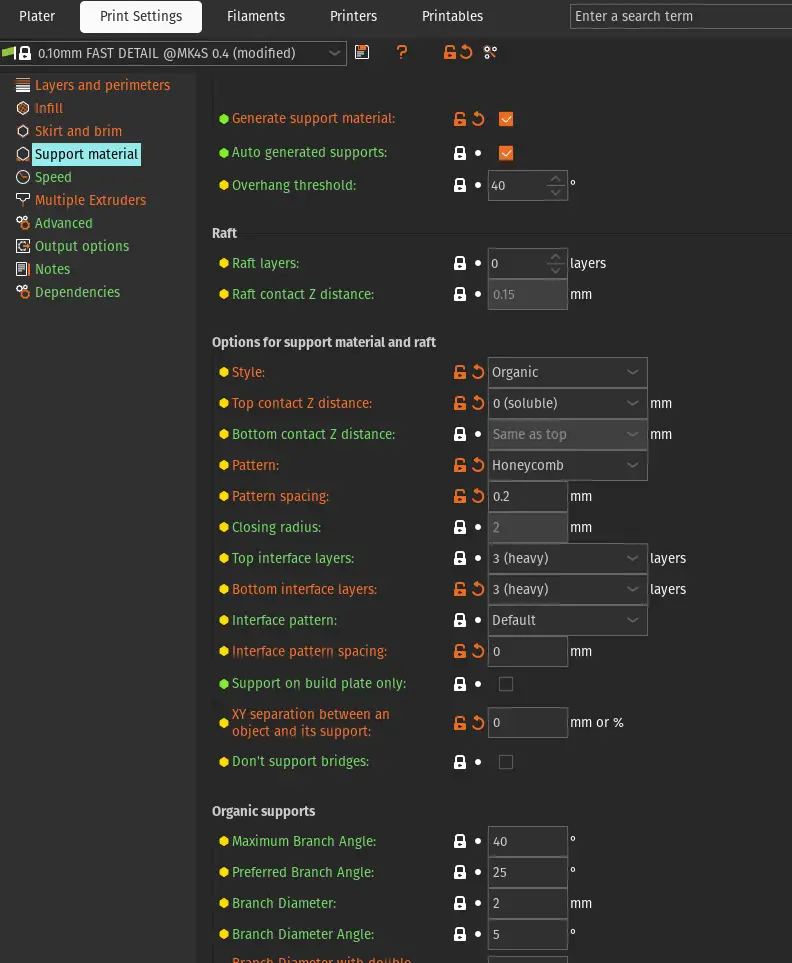 Plater Print Settings Filaments Printers Printables Enter a search term
0.10mm FAST DETAIL @MK4S 0.4 (modified) ?
Layers and perimeters
Infill
Skirt and brim
Support material
Speed
Multiple Extruders
Advanced
Output options
Notes
Dependencies
Generate support material:
Auto generated supports:
Overhang threshold: 40 °
Raft
Raft layers: 0 layers
Raft contact Z distance: 0.15 mm
Options for support material and raft
Style: Organic
Top contact Z distance: 0 (soluble) mm
Bottom contact Z distance: Same as top mm
Pattern: Honeycomb
Pattern spacing: 0.2 mm
Closing radius: 2 mm
Top interface layers: 3 (heavy) layers
Bottom interface layers: 3 (heavy) layers
Interface pattern: Default
Interface pattern spacing: 0 mm
Support on build plate only:
XY separation between an
object and its support: 0 mm or %
Don't support bridges:
Organic supports
Maximum Branch Angle: 40 °
Preferred Branch Angle: 25 °
Branch Diameter: 2 mm
Branch Diameter Angle: 5 °
Branch Diameter with double